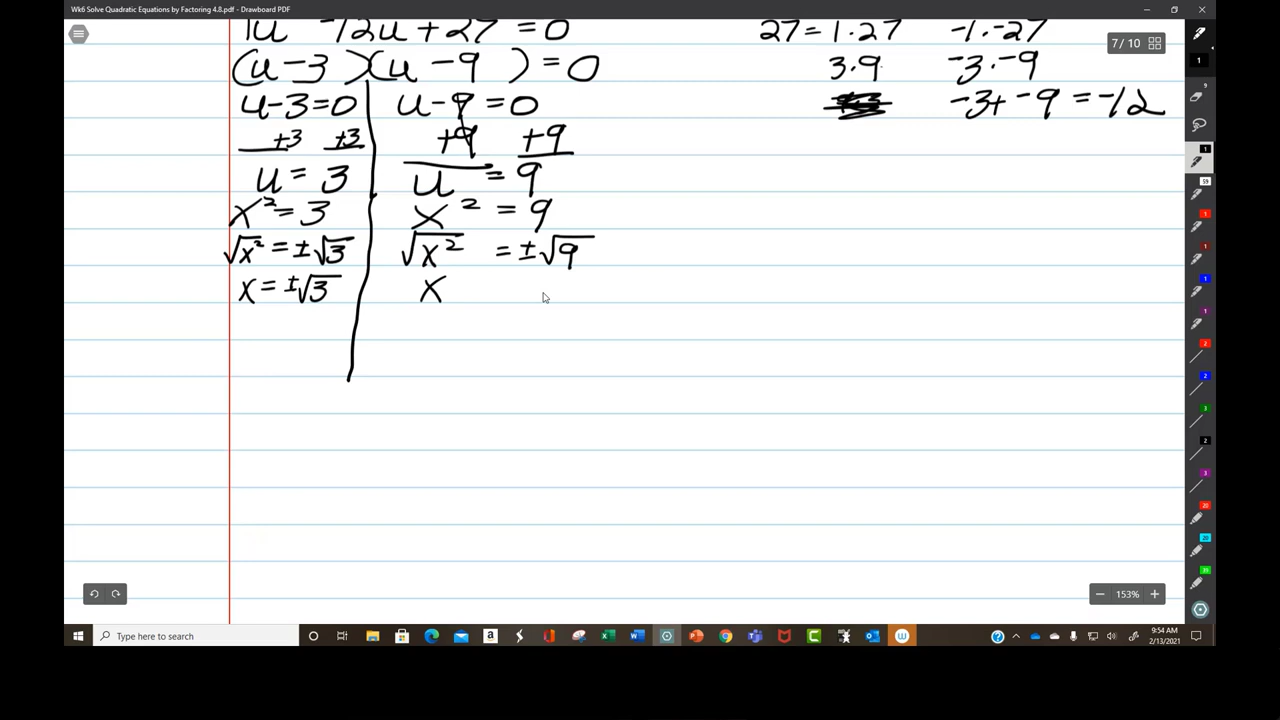 Wk6 Solve Quadratic Equations by Factoring 4.8.pdf - Drawboard PDF
1u -12u + 27 = 0
27 = 1·27 -1·-27
7 / 10
(u - 3 )(u - 9 ) = 0
3·9 -3·-9
u - 3 = 0 u - 9 = 0
-3 + -9 = -12
+3 +3 +9 +9
u = 3 u = 9
x² = 3 x² = 9
√x² = ±√3 √x² = ±√9
x = ±√3 x
153%
Type here to search
9:54 AM
2/13/2021